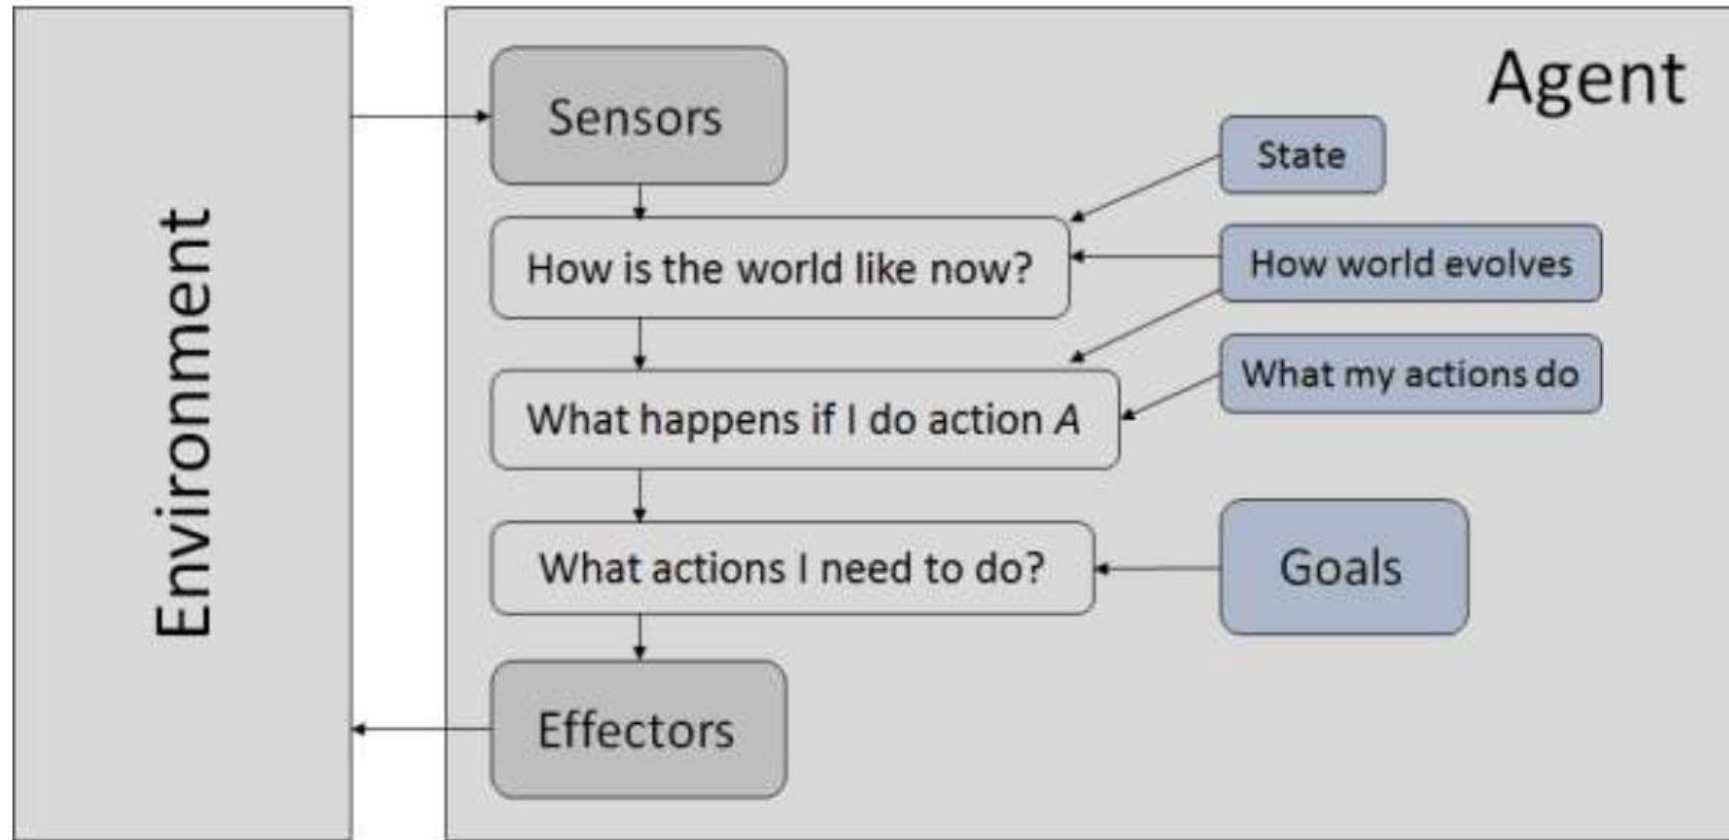 Environment
Agent
Sensors
State
How is the world like now?
How world evolves
What my actions do
What happens if I do action A
What actions I need to do?
Goals
Effectors